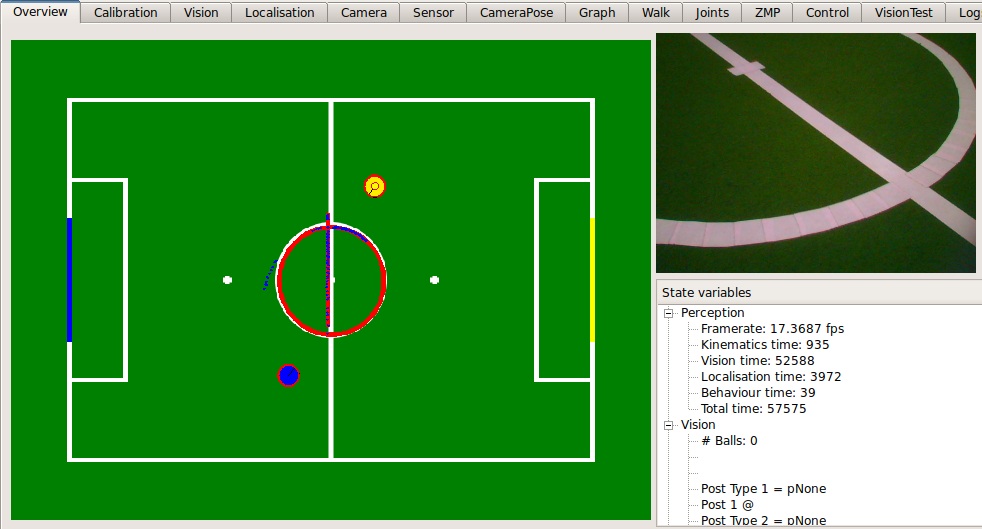 Overview Calibration Vision Localisation Camera Sensor CameraPose Graph Walk Joints ZMP Control VisionTest Log
State variables
Perception
Framerate: 17.3687 fps
Kinematics time: 935
Vision time: 52588
Localisation time: 3972
Behaviour time: 39
Total time: 57575
Vision
# Balls: 0
Post Type 1 = pNone
Post 1 @
Post Type 2 = pNone